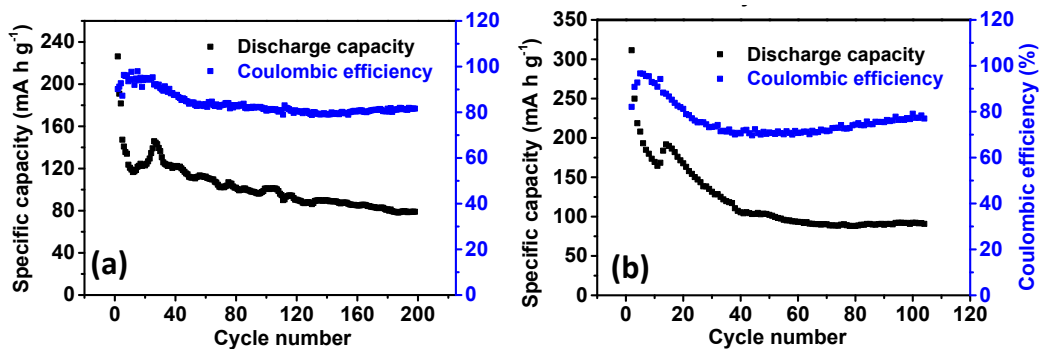 240
200
160
120
80
40
0
Specific capacity (mA h g-1)
120
100
80
60
40
20
0
Discharge capacity
Coulombic efficiency
(a)
0 40 80 120 160 200
Cycle number
350
300
250
200
150
100
50
0
Specific capacity (mA h g-1)
120
100
80
60
40
20
0
Coulombic efficiency (%)
Discharge capacity
Coulombic efficiency
(b)
0 20 40 60 80 100 120
Cycle number